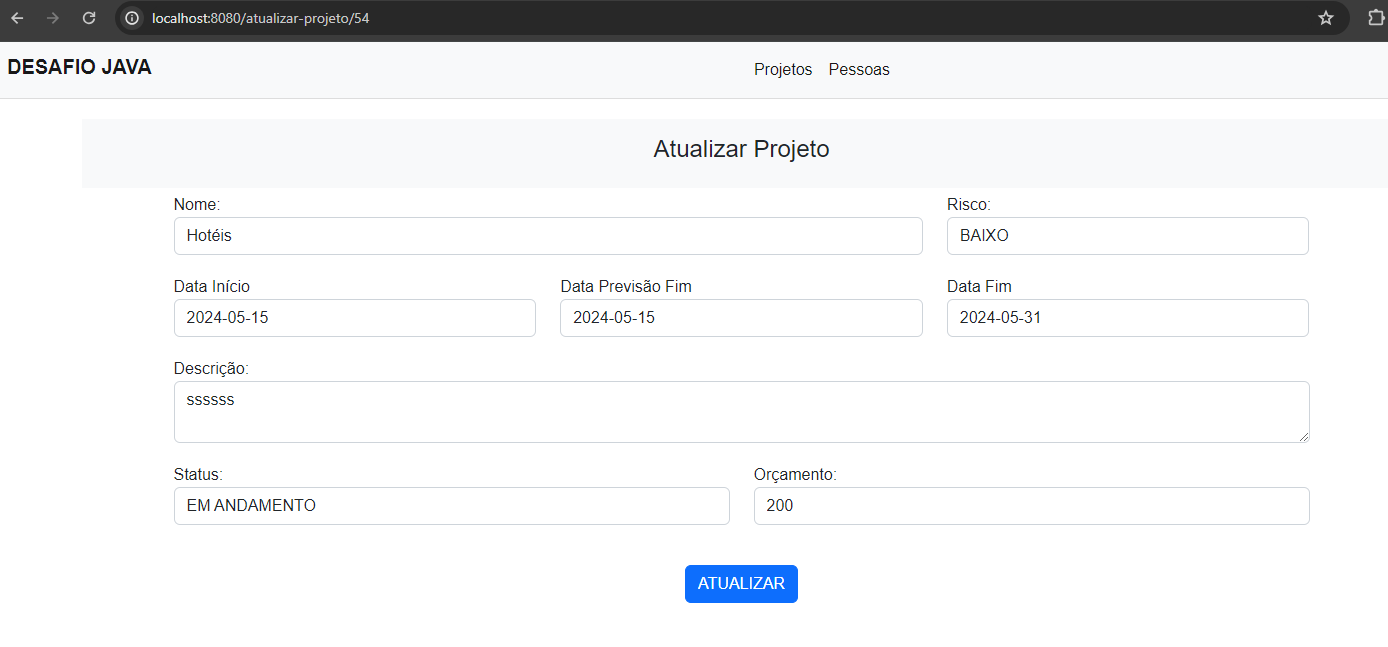 localhost:8080/atualizar-projeto/54
DESAFIO JAVA
Projetos Pessoas
Atualizar Projeto
Nome: Risco:
Hotéis BAIXO
Data Início Data Previsão Fim Data Fim
2024-05-15 2024-05-15 2024-05-31
Descrição:
ssssss
Status: Orçamento:
EM ANDAMENTO 200
ATUALIZAR